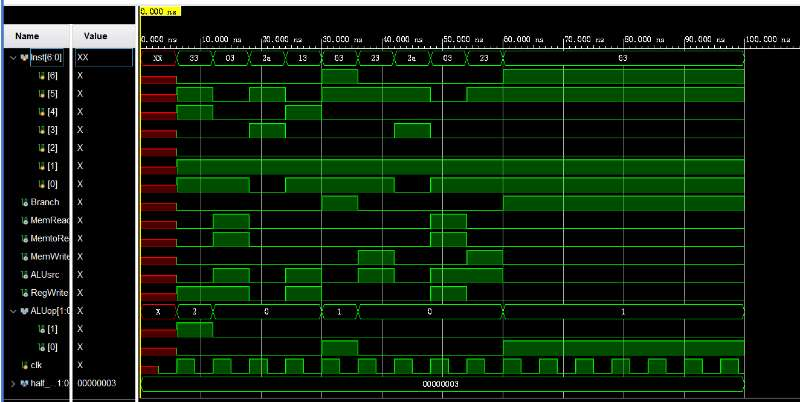 0.000 ns
Name Value 0.000 ns 10.000 ns 20.000 ns 30.000 ns 40.000 ns 50.000 ns 60.000 ns 70.000 ns 80.000 ns 90.000 ns 100.000 ns
Inst[6:0] XX XX 33 03 2a 13 63 23 2a 03 23 63
[6] X
[5] X
[4] X
[3] X
[2] X
[1] X
[0] X
Branch X
MemRead X
MemtoRe X
MemWrite X
ALUsrc X
RegWrite X
ALUop[1:0 X X 2 0 1 0 1
[1] X
[0] X
clk X
half_...1:0 00000003 00000003